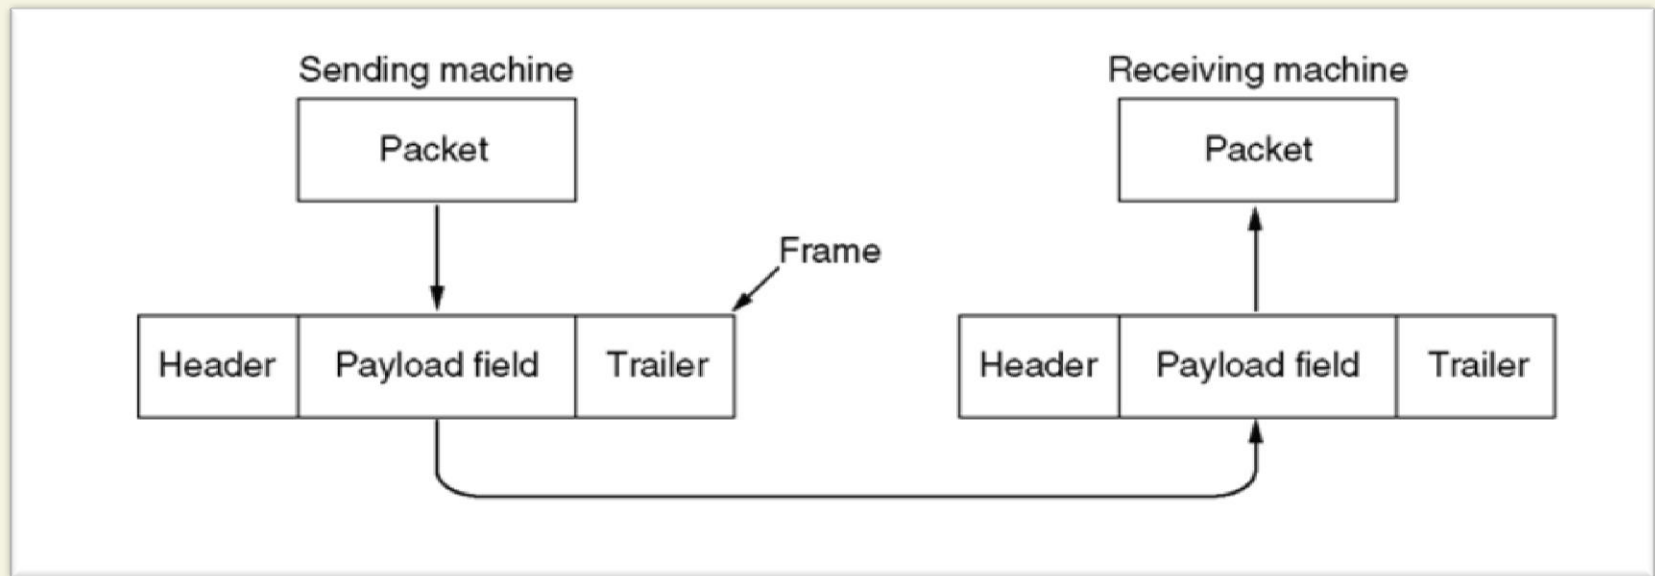 Sending machine
Receiving machine
Packet
Packet
Frame
Header Payload field Trailer
Header Payload field Trailer